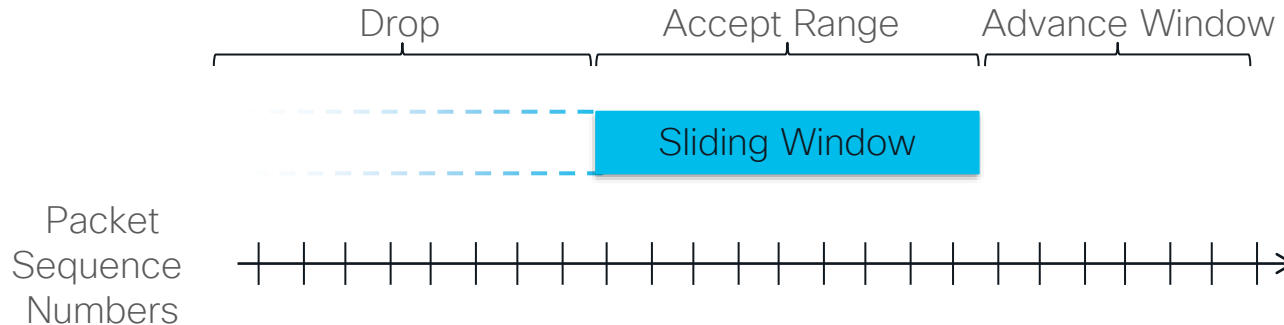 Drop
Accept Range
Advance Window
Sliding Window
Packet
Sequence
Numbers